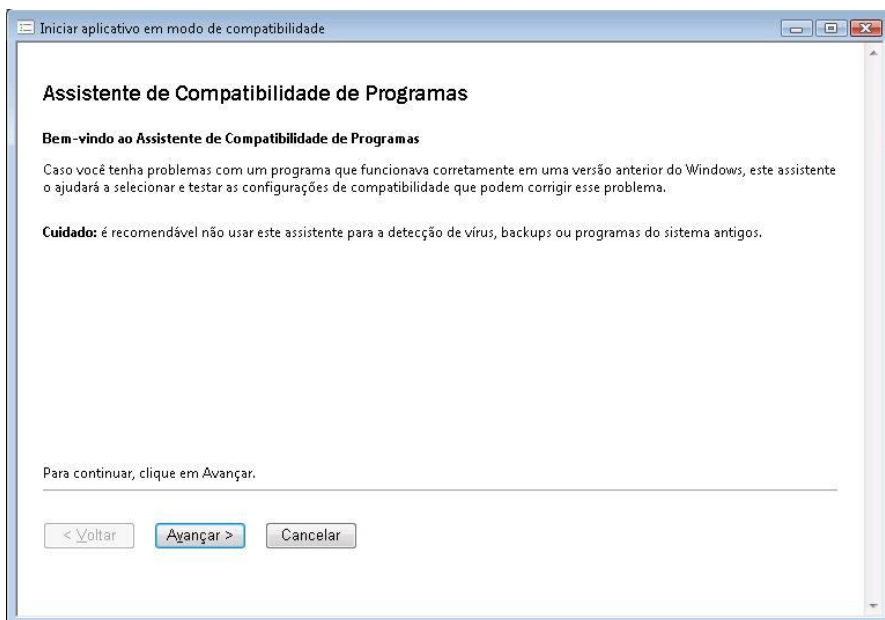 Iniciar aplicativo em modo de compatibilidade
Assistente de Compatibilidade de Programas
Bem-vindo ao Assistente de Compatibilidade de Programas
Caso você tenha problemas com um programa que funcionava corretamente em uma versão anterior do Windows, este assistente
o ajudará a selecionar e testar as configurações de compatibilidade que podem corrigir esse problema.
Cuidado: é recomendável não usar este assistente para a detecção de vírus, backups ou programas do sistema antigos.
Para continuar, clique em Avançar.
< Voltar Avançar > Cancelar